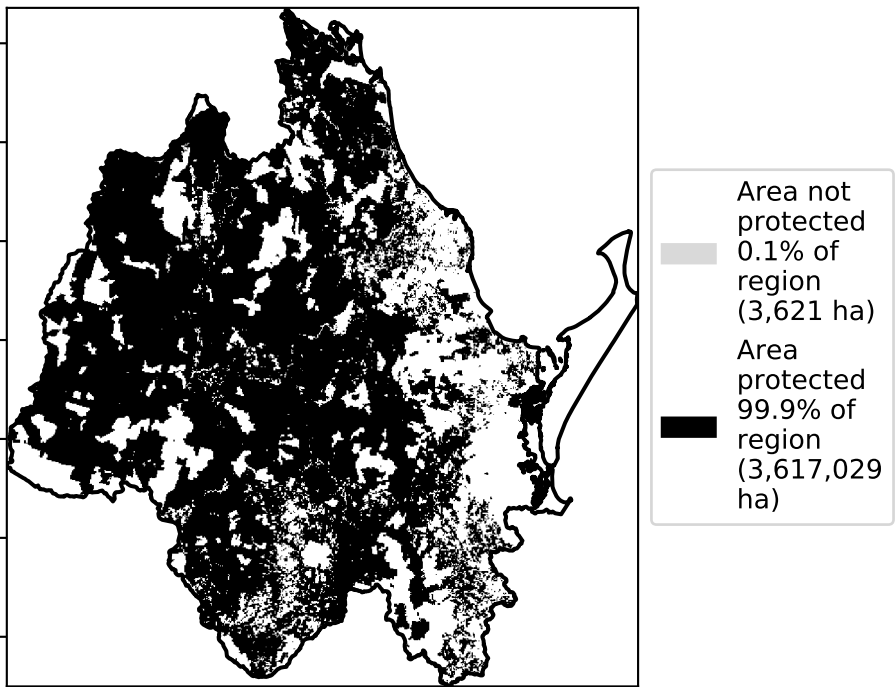 Area not
protected
0.1% of
region
(3,621 ha)
Area
protected
99.9% of
region
(3,617,029
ha)